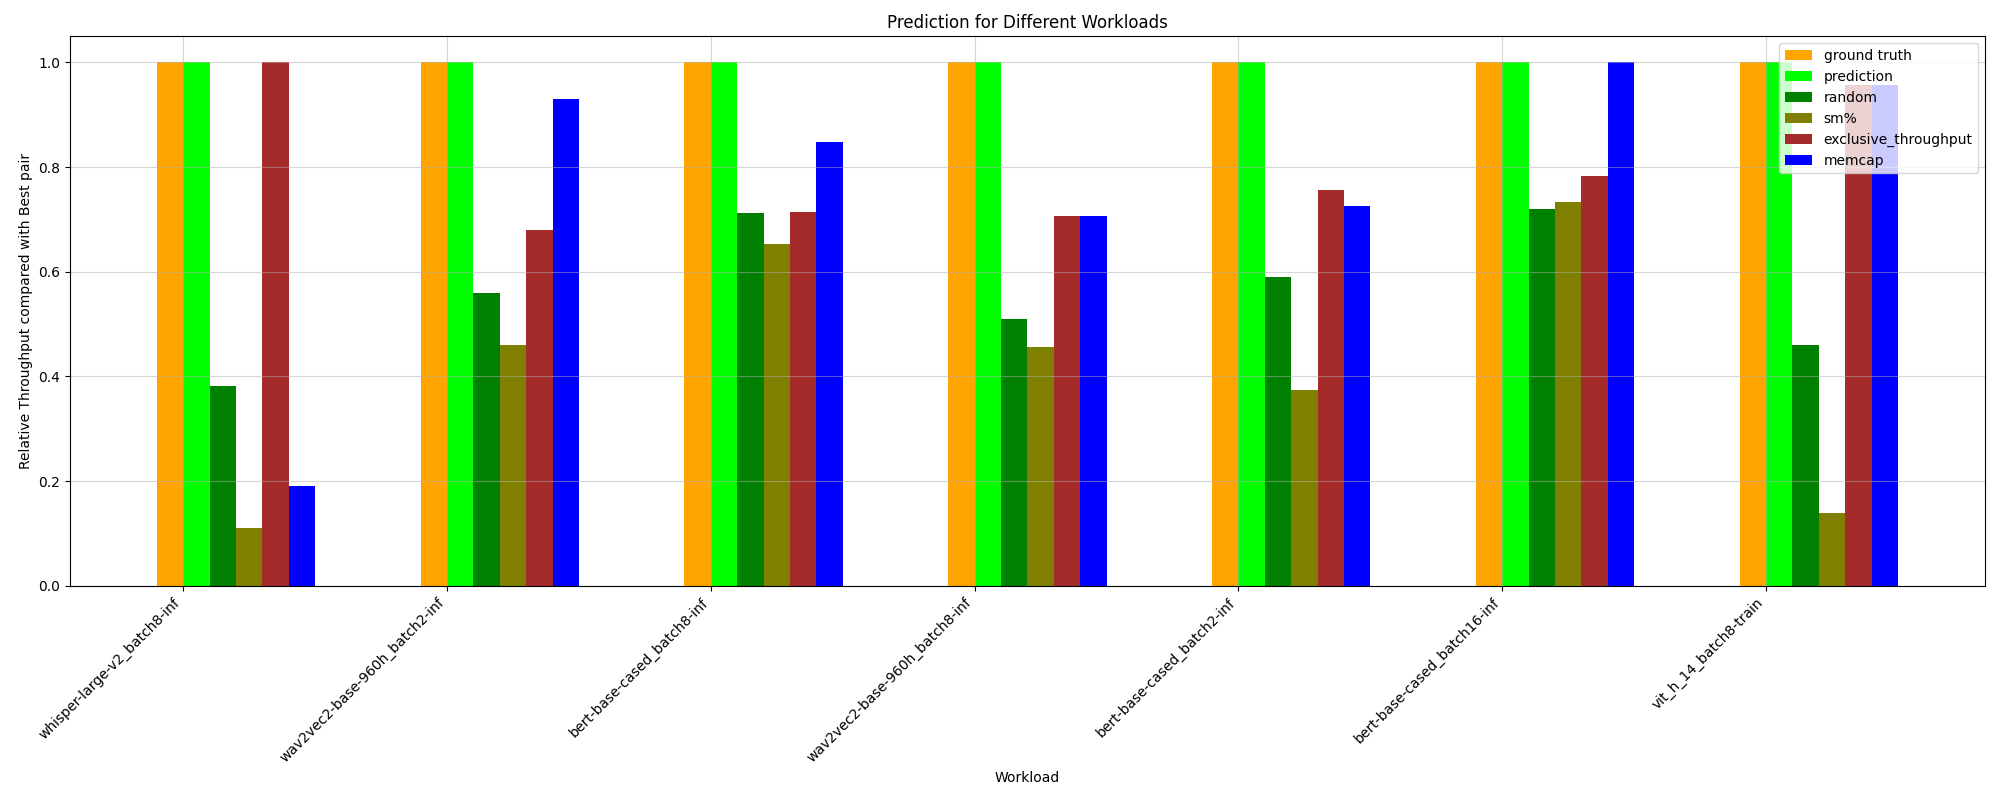 Prediction for Different Workloads
Relative Throughput compared with Best pair
1.0
0.8
0.6
0.4
0.2
0.0
ground truth
prediction
random
sm%
exclusive_throughput
memcap
whisper-large-v2_batch8-inf
wav2vec2-base-960h_batch2-inf
bert-base-cased_batch8-inf
wav2vec2-base-960h_batch8-inf
bert-base-cased_batch2-inf
bert-base-cased_batch16-inf
vit_h_14_batch8-train
Workload